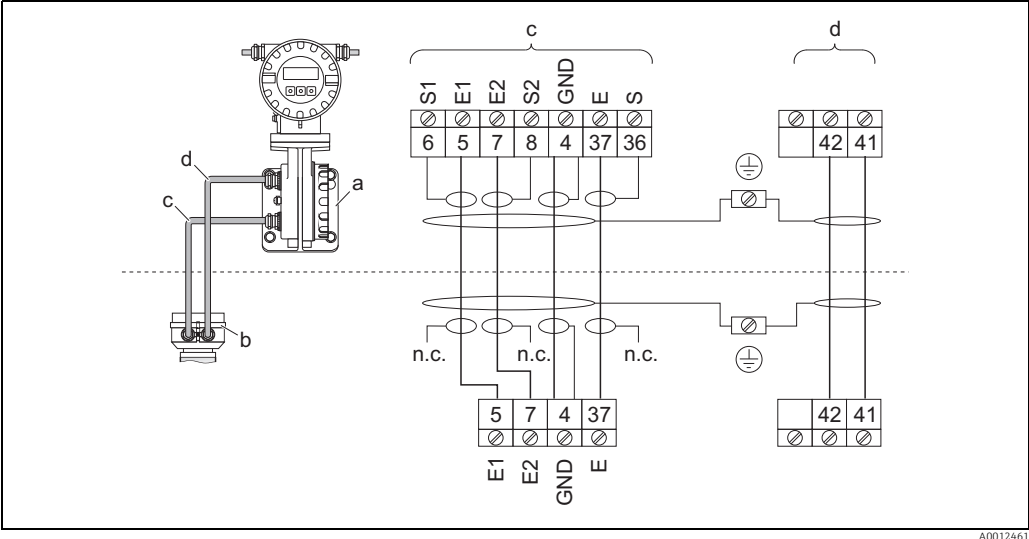 c d
S1 E1 E2 S2 GND E S
6 5 7 8 4 37 36 42 41
d
a
c
b
n.c. n.c. n.c.
5 7 4 37 42 41
E1 E2 GND E
A0012461